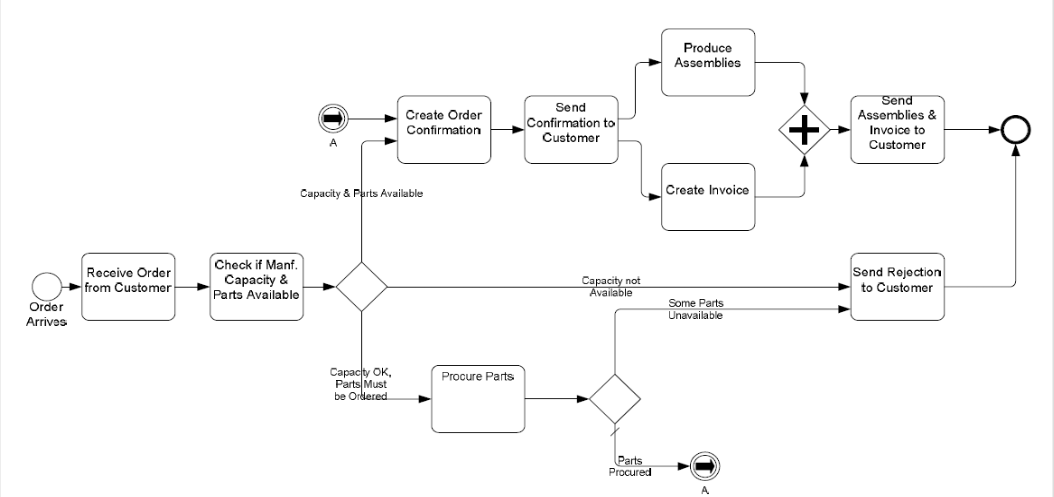 Produce
Assemblies
Create Order
Confirmation
Send
Confirmation to
Customer
Send
Assemblies &
Invoice to
Customer
A
Capacity & Parts Available
Create Invoice
Receive Order
from Customer
Check if Manf.
Capacity &
Parts Available
Order
Arrives
Capacity not
Available
Send Rejection
to Customer
Some Parts
Unavailable
Capacity OK,
Parts Must
be Ordered
Procure Parts
Parts
Procured
A